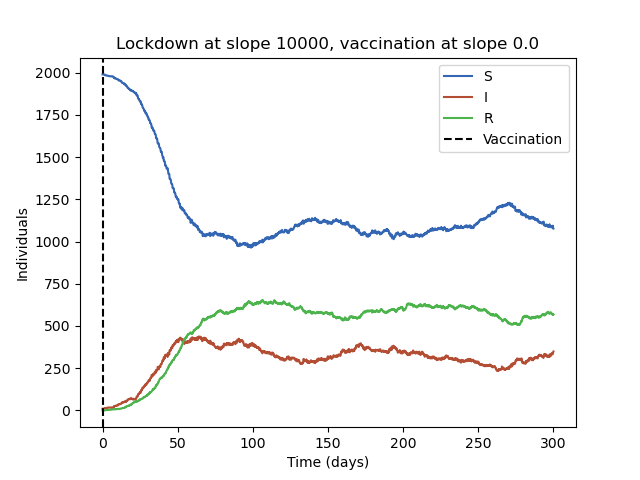 Lockdown at slope 10000, vaccination at slope 0.0
S
I
R
Vaccination
Individuals
2000
1750
1500
1250
1000
750
500
250
0
0 50 100 150 200 250 300
Time (days)